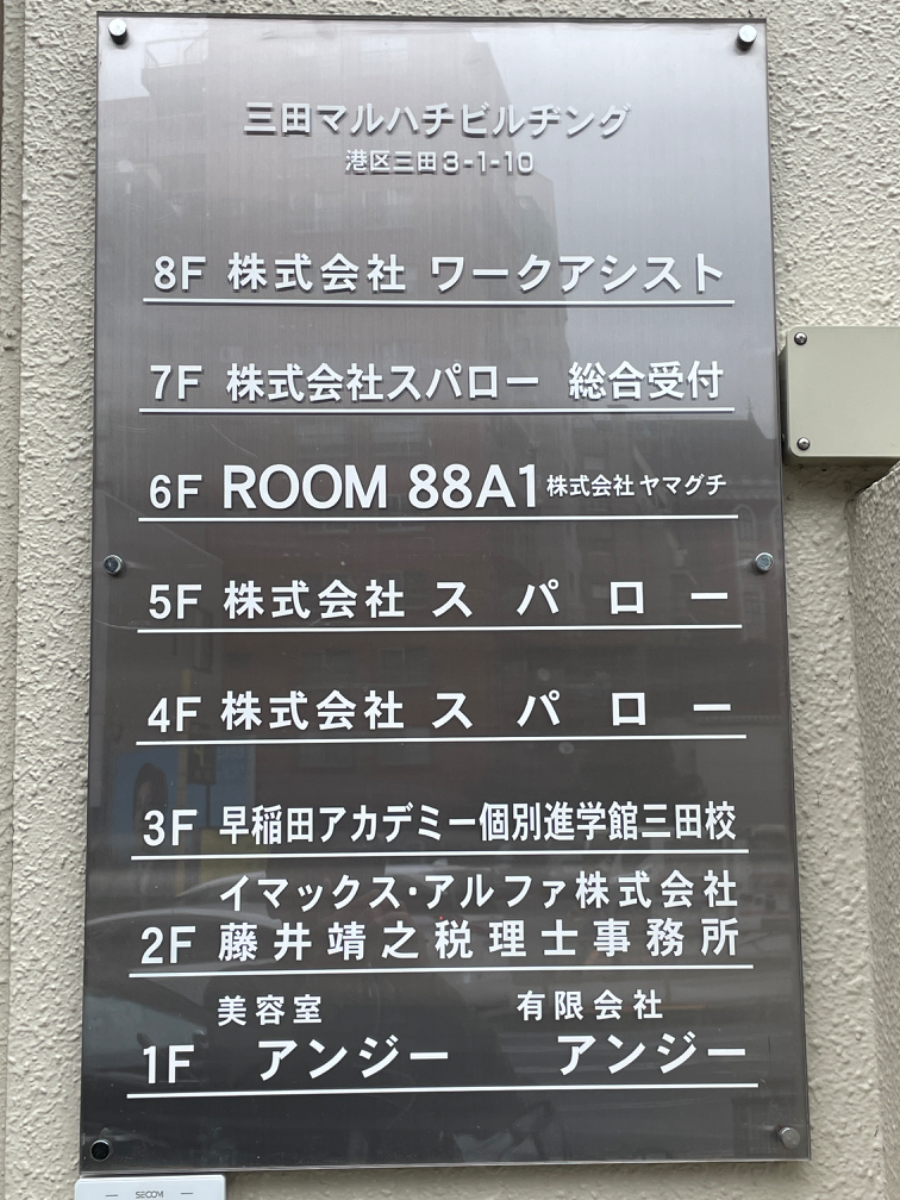 三田マルハチビルヂング
港区三田3-1-10
8F 株式会社 ワークアシスト
7F 株式会社スパロー 総合受付
6F ROOM 88A1 株式会社 ヤマグチ
5F 株式会社 スパロー
4F 株式会社 スパロー
3F 早稲田アカデミー個別進学館三田校
イマックス・アルファ株式会社
2F 藤井靖之税理士事務所
美容室 有限会社
1F アンジー アンジー
SECOM